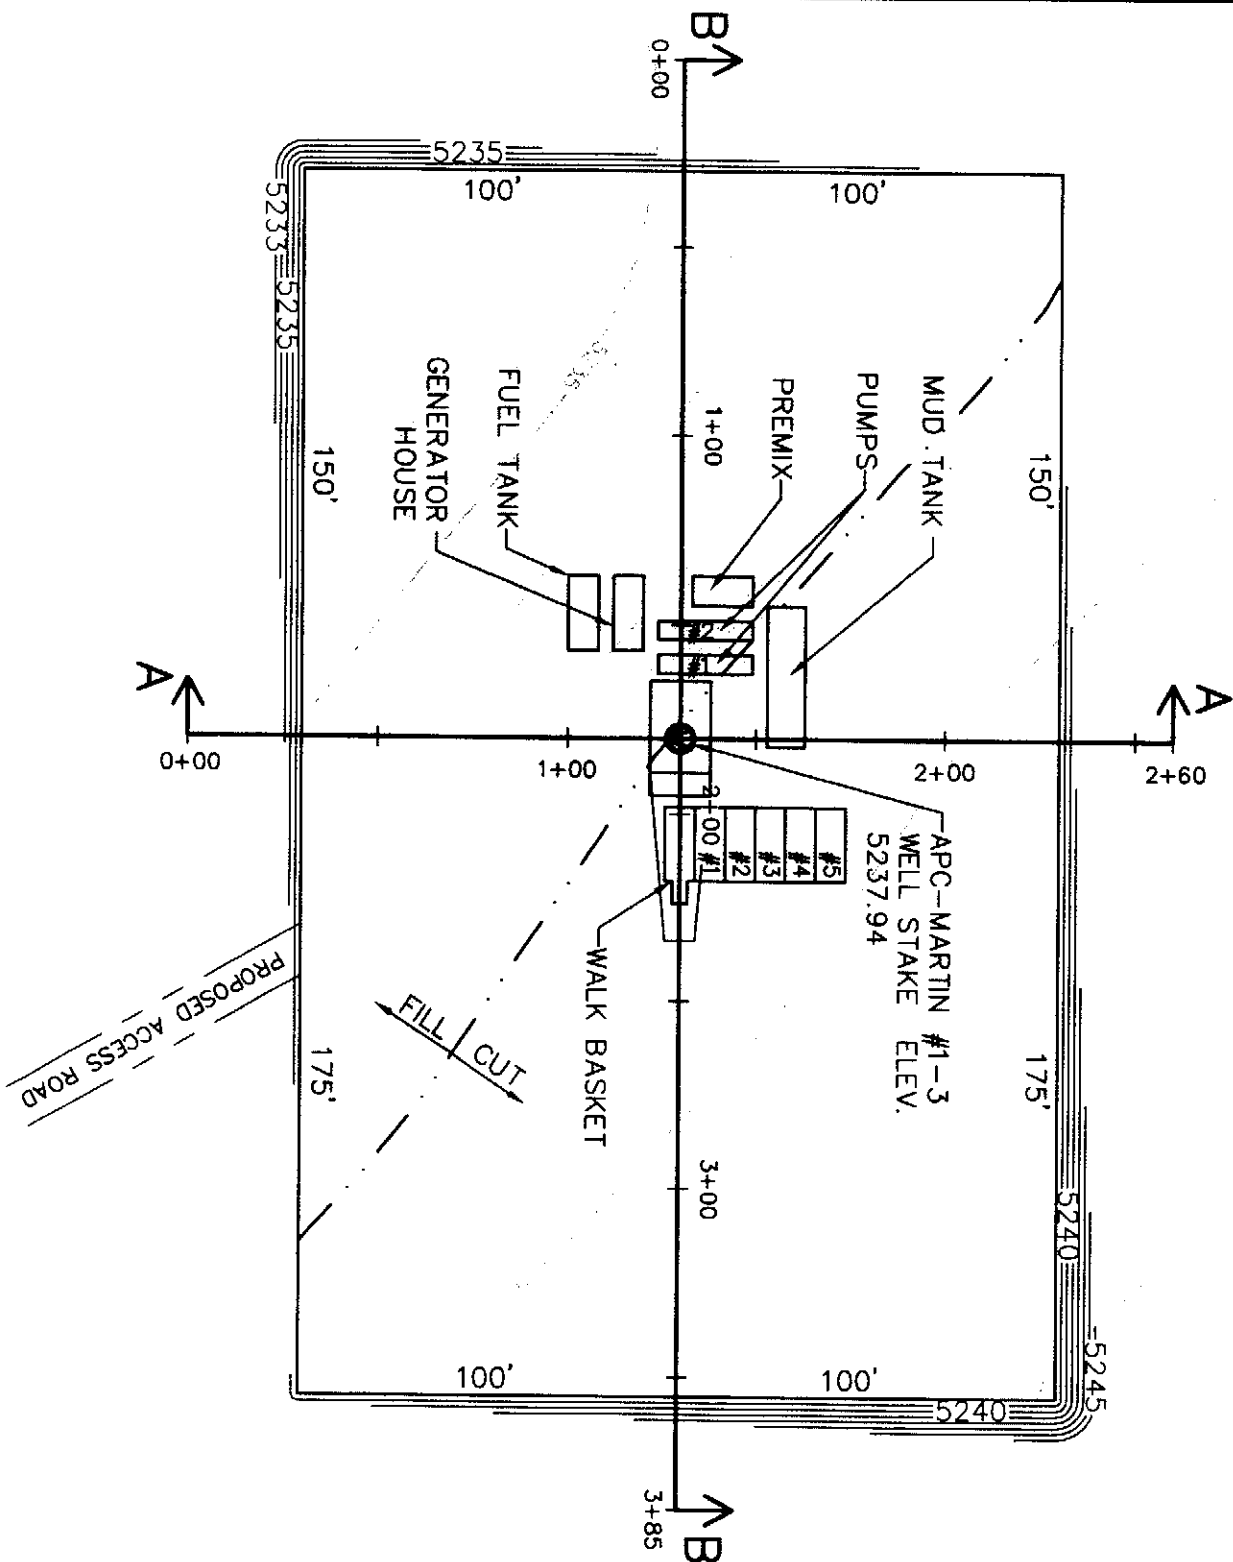 B
0+00
5235
100'
100'
5233
5235
150'
150'
MUD TANK
PUMPS
PREMIX
1+00
FUEL TANK
GENERATOR
HOUSE
#2
#1
A
0+00
1+00
2+00
2+60
A
2+00
#1
#2
#3
#4
#5
APC-MARTIN #1-3
WELL STAKE ELEV.
5237.94
WALK BASKET
FILL
CUT
PROPOSED ACCESS ROAD
175'
175'
3+00
5240
5245
100'
100'
5240
3+85
B